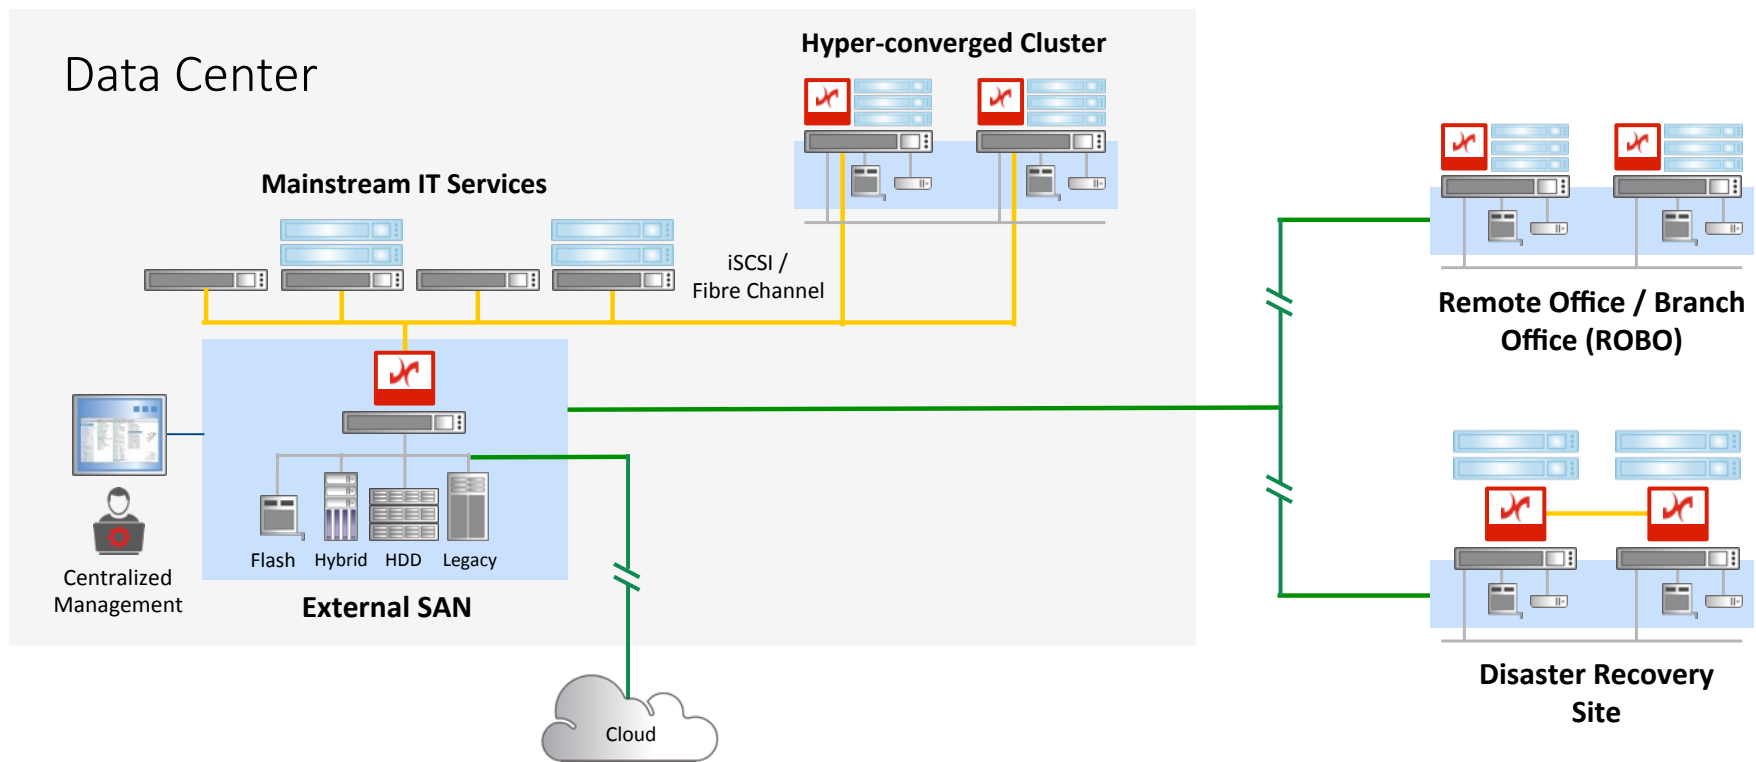 Data Center
Hyper-converged Cluster
Mainstream IT Services
iSCSI /
Fibre Channel
Remote Office / Branch
Office (ROBO)
Flash
Hybrid
HDD
Legacy
Centralized
Management
External SAN
Disaster Recovery
Site
Cloud